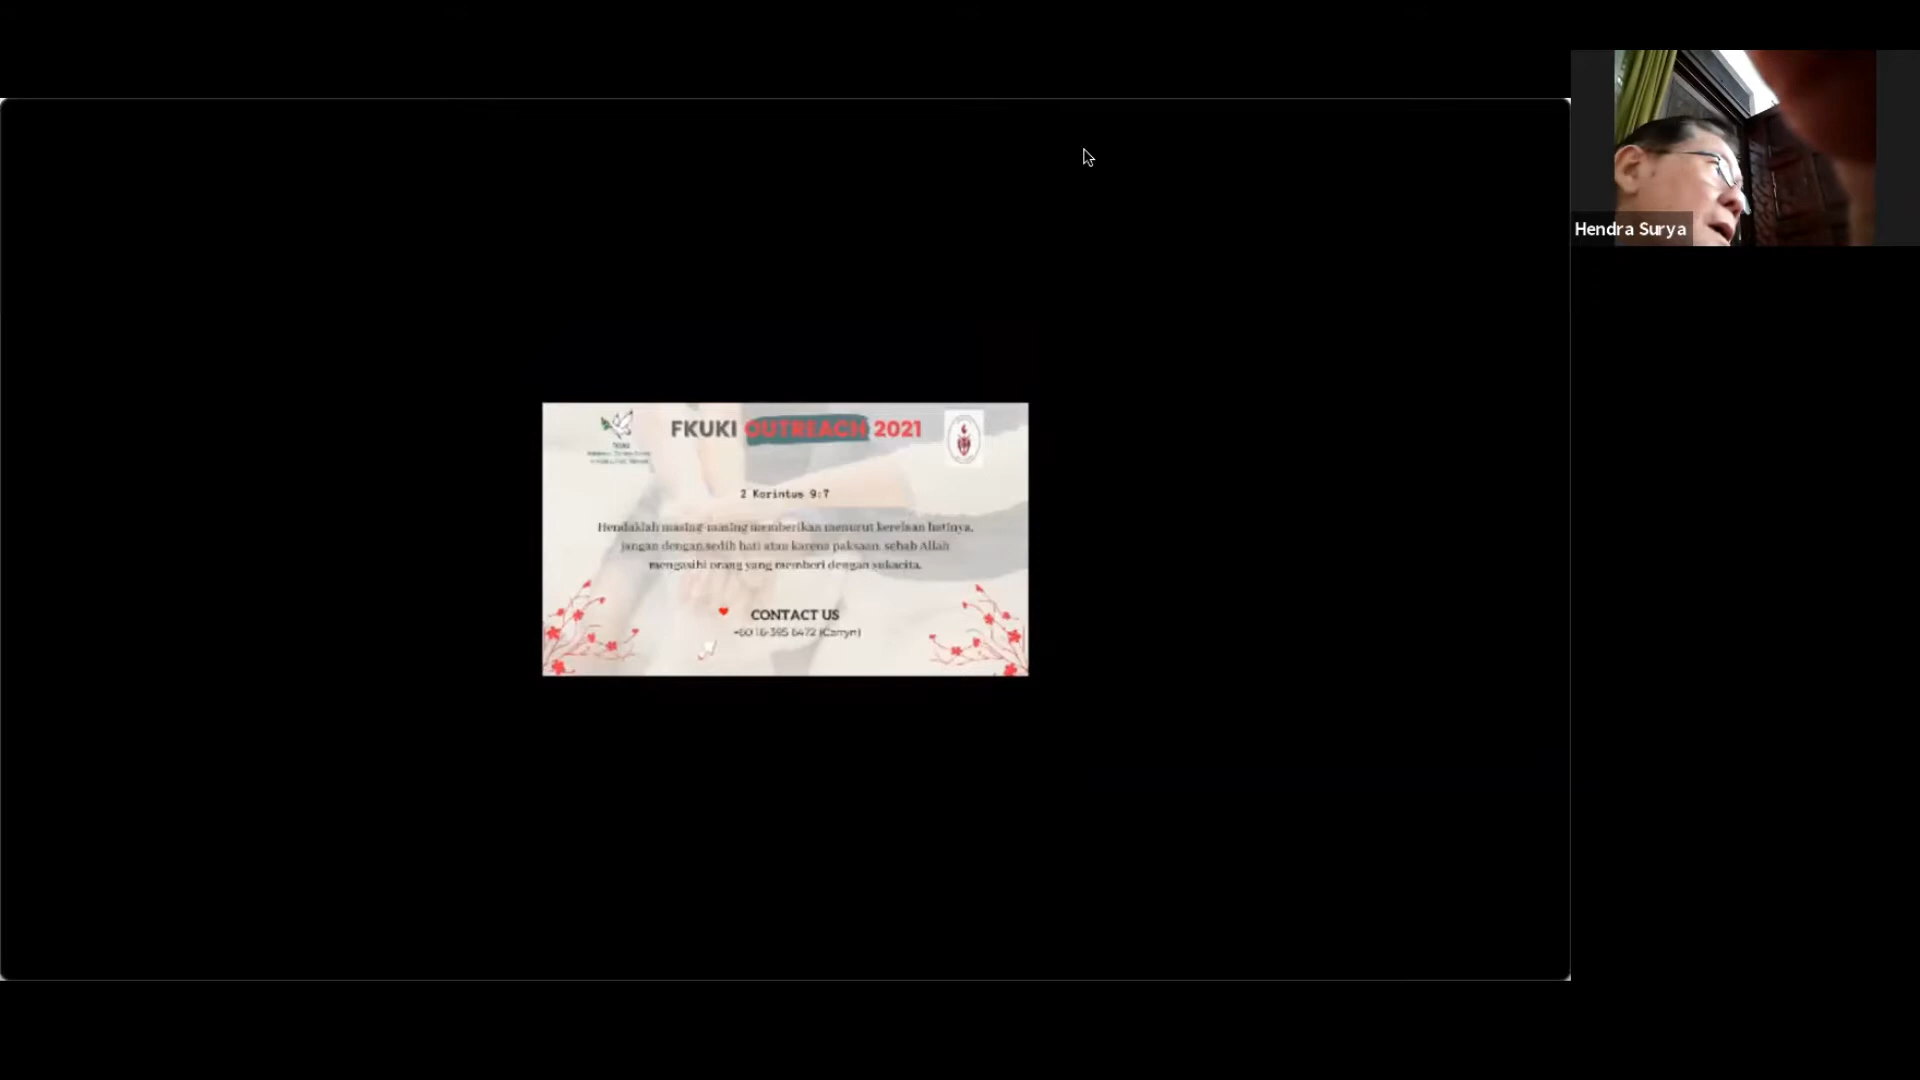 FKUKI OUTREACH 2021
2 Korintus 9:7
Hendaklah masing-masing memberikan menurut kerelaan hatinya,
jangan dengan sedih hati atau karena paksaan, sebab Allah
mengasihi orang yang memberi dengan sukacita.
CONTACT US
Hendra Surya